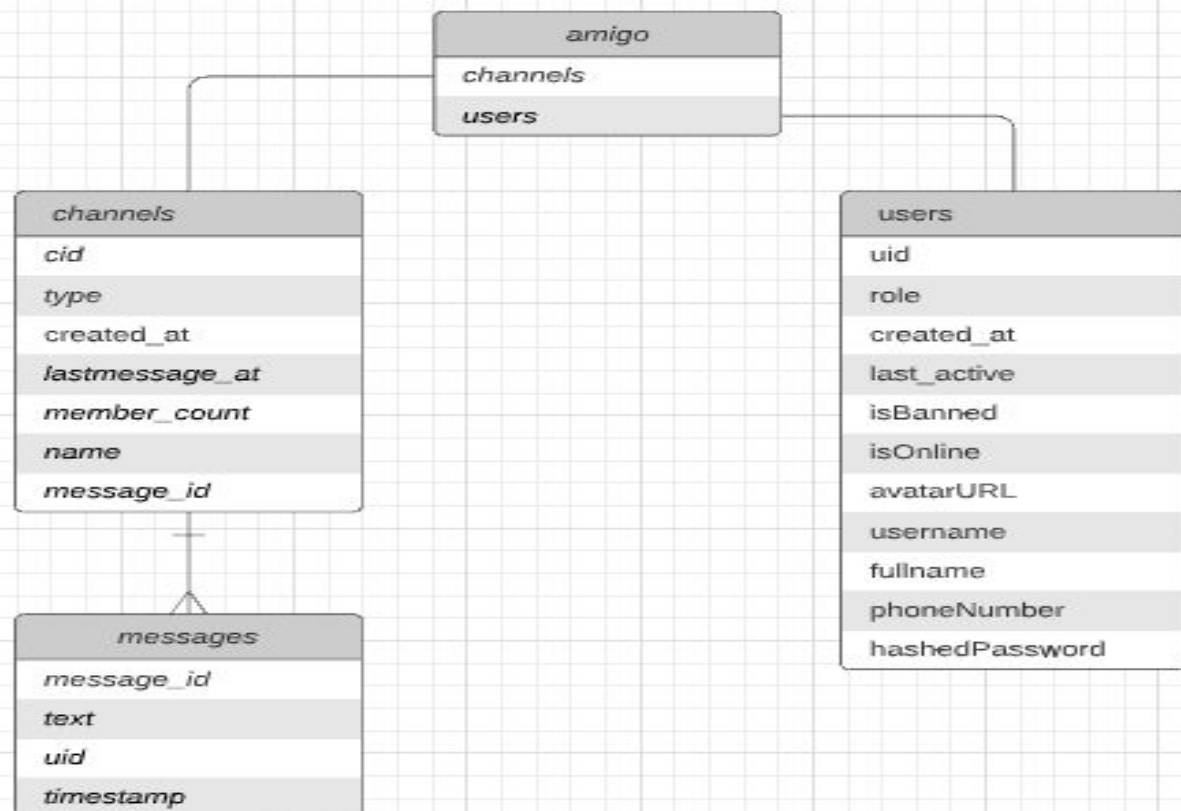 amigo
channels
users
channels
cid
type
created_at
lastmessage_at
member_count
name
message_id
messages
message_id
text
uid
timestamp
users
uid
role
created_at
last_active
isBanned
isOnline
avatarURL
username
fullname
phoneNumber
hashedPassword